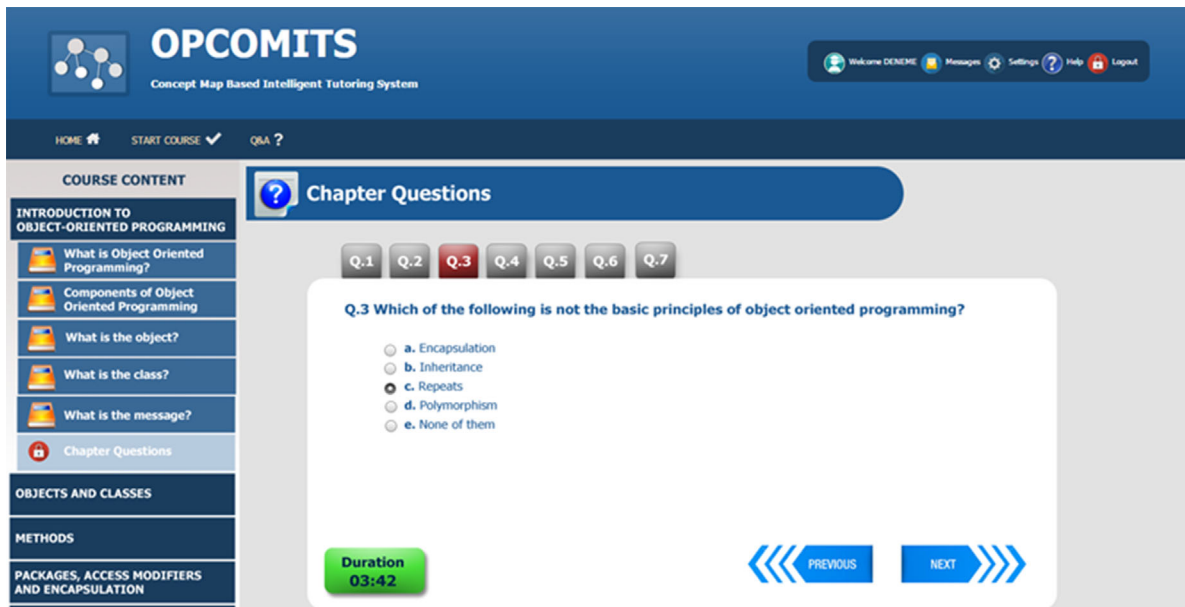 OPCOMITS
Concept Map Based Intelligent Tutoring System
Welcome DENEME Messages Settings ? Help Logout
HOME START COURSE Q&A ?
COURSE CONTENT
INTRODUCTION TO
OBJECT-ORIENTED PROGRAMMING
What is Object Oriented
Programming?
Components of Object
Oriented Programming
What is the object?
What is the class?
What is the message?
Chapter Questions
OBJECTS AND CLASSES
METHODS
PACKAGES, ACCESS MODIFIERS
AND ENCAPSULATION
? Chapter Questions
Q.1 Q.2 Q.3 Q.4 Q.5 Q.6 Q.7
Q.3 Which of the following is not the basic principles of object oriented programming?
a. Encapsulation
b. Inheritance
c. Repeats
d. Polymorphism
e. None of them
Duration
03:42
PREVIOUS NEXT